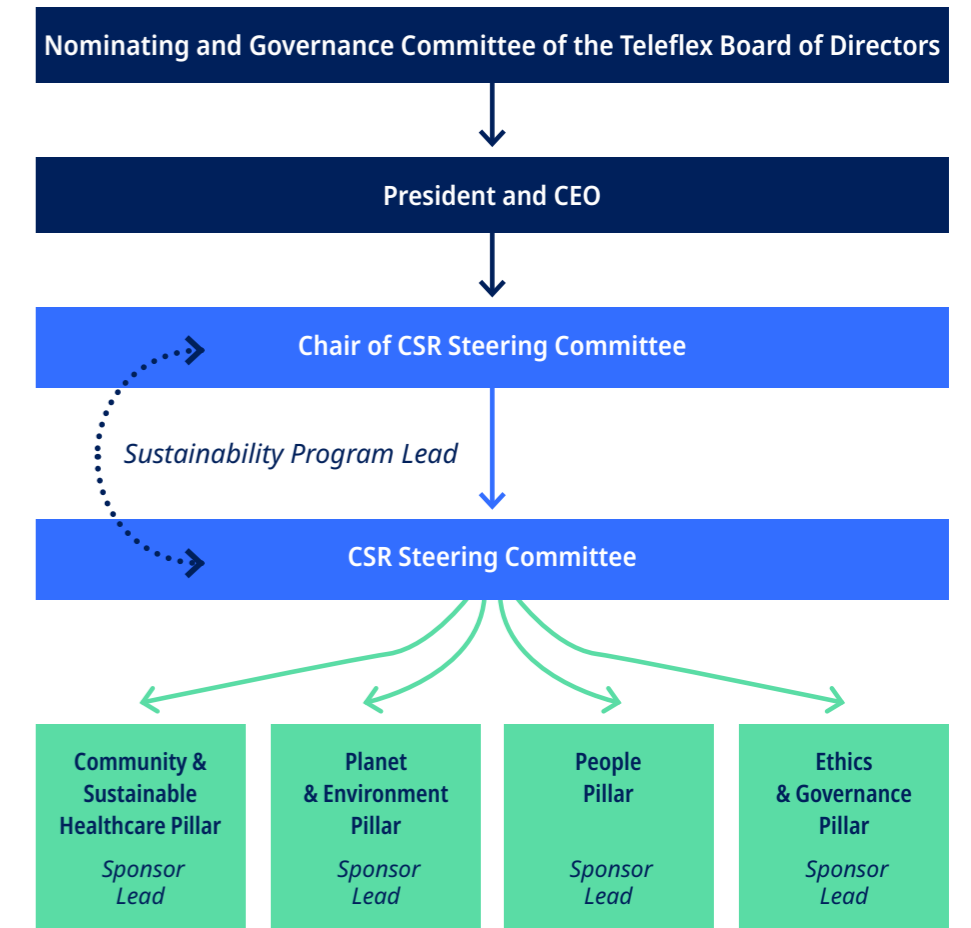 Nominating and Governance Committee of the Teleflex Board of Directors
President and CEO
Chair of CSR Steering Committee
Sustainability Program Lead
CSR Steering Committee
Community &
Sustainable
Healthcare Pillar
Sponsor
Lead
Planet
& Environment
Pillar
Sponsor
Lead
People
Pillar
Sponsor
Lead
Ethics
& Governance
Pillar
Sponsor
Lead